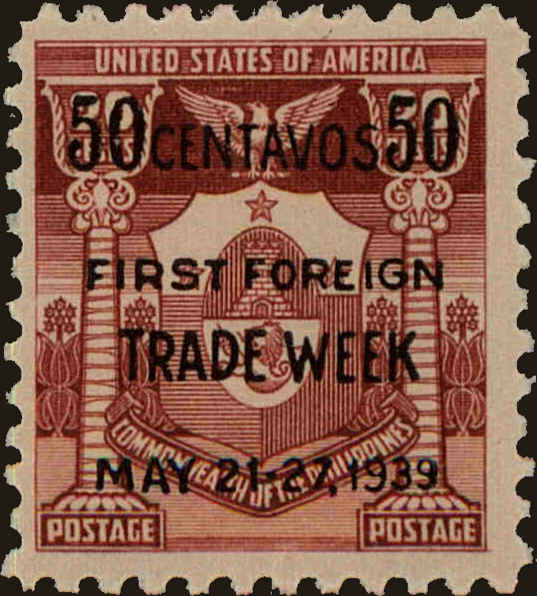 UNITED STATES OF AMERICA
50 CENTAVOS 50
FIRST FOREIGN
TRADE WEEK
COMMONWEALTH OF THE PHILIPPINES
MAY 21-27, 1939
POSTAGE POSTAGE